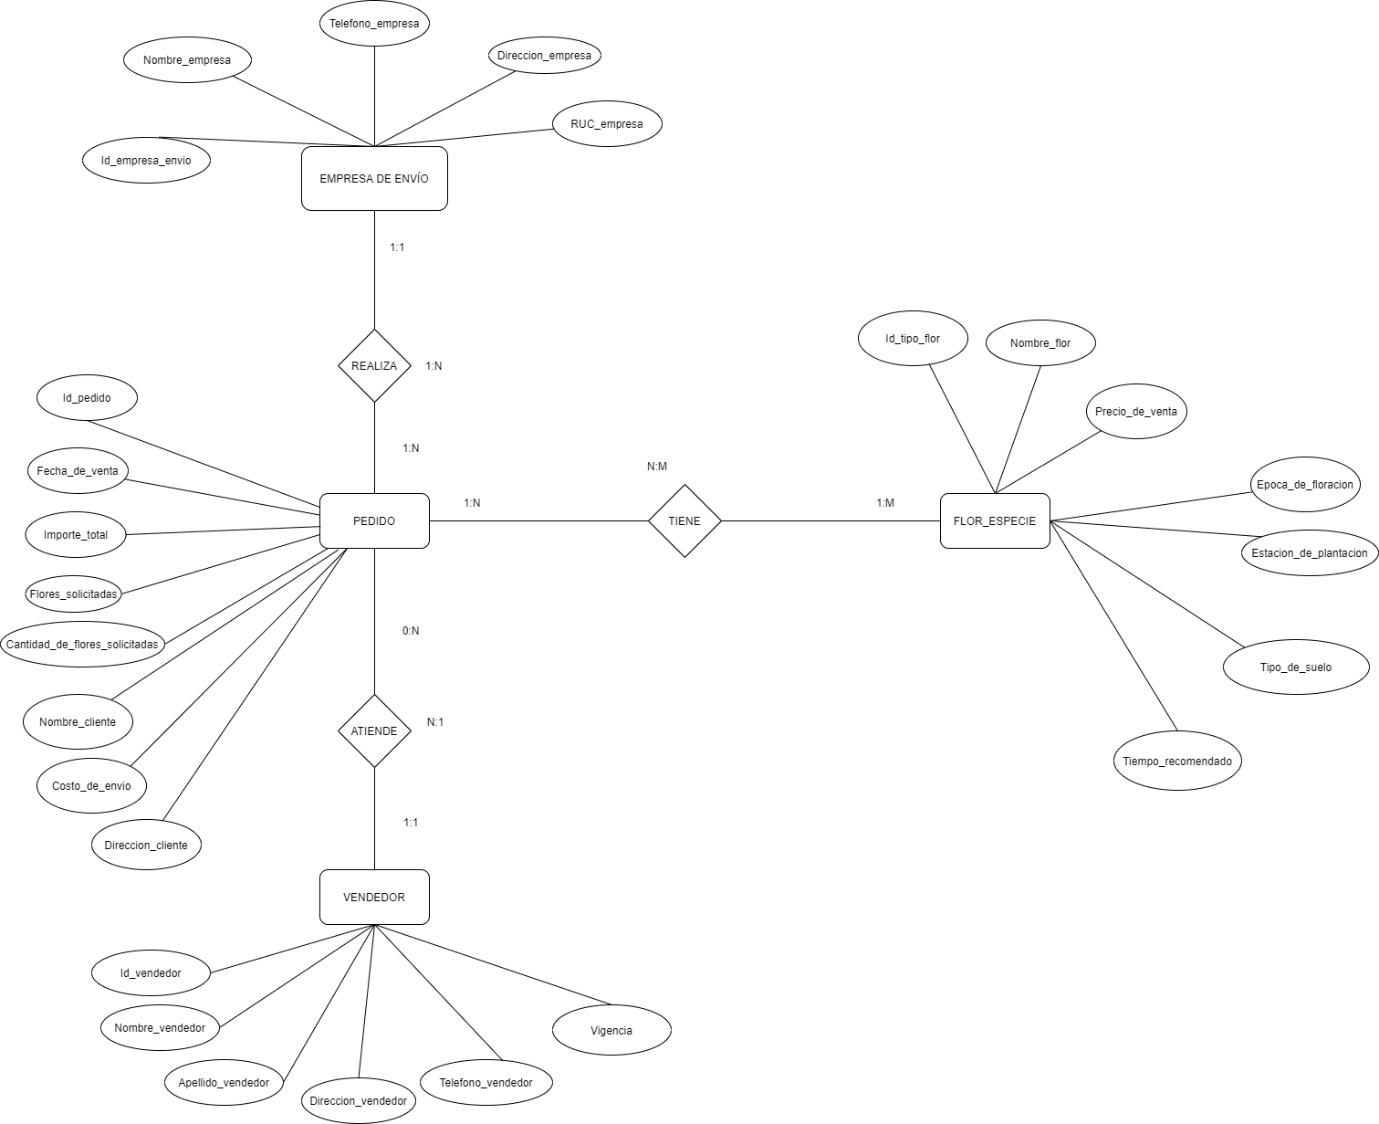 Telefono_empresa
Nombre_empresa
Direccion_empresa
RUC_empresa
Id_empresa_envio
EMPRESA DE ENVÍO
1:1
Id_tipo_flor
Nombre_flor
REALIZA
1:N
Id_pedido
Precio_de_venta
1:N
Fecha_de_venta
N:M
Epoca_de_floracion
1:N
1:M
PEDIDO
TIENE
FLOR_ESPECIE
Importe_total
Estacion_de_plantacion
Flores_solicitadas
0:N
Cantidad_de_flores_solicitadas
Tipo_de_suelo
Nombre_cliente
N:1
ATIENDE
Tiempo_recomendado
Costo_de_envio
1:1
Direccion_cliente
VENDEDOR
Id_vendedor
Nombre_vendedor
Vigencia
Apellido_vendedor
Telefono_vendedor
Direccion_vendedor